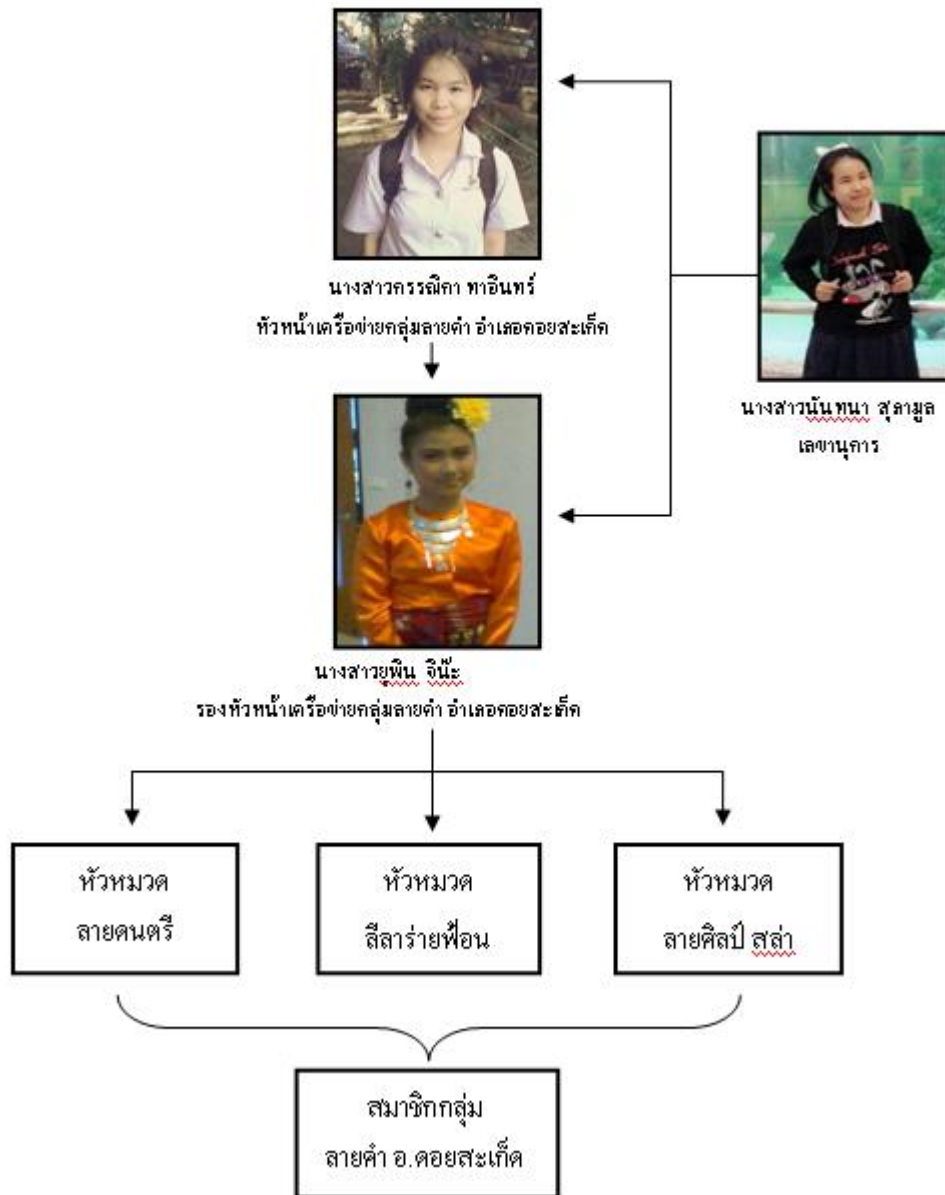 นางสาวกรรณิกา ทาอินทร์
หัวหน้าเครือข่ายกลุ่มลายคำ อำเภอดอยสะเก็ด
นางสาวนันทนา สุลามูล
เลขานุการ
นางสาวยุพิน จินะ๊
รองหัวหน้าเครือข่ายกลุ่มลายคำ อำเภอดอยสะเก็ด
หัวหมวด
ลายดนตรี
หัวหมวด
ลีลาร่ายฟ้อน
หัวหมวด
ลายศิลป์ สล่า
สมาชิกกลุ่ม
ลายคำ อ.ดอยสะเก็ด